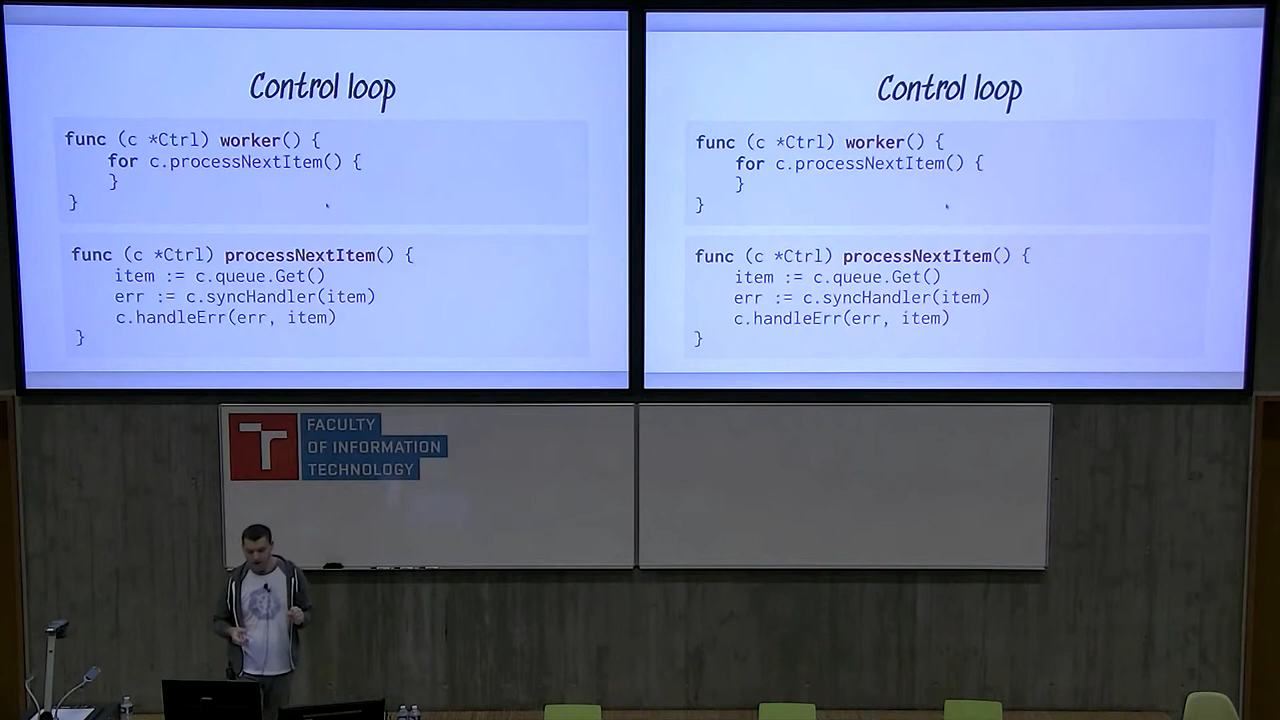 Control loop
func (c *Ctrl) worker() {
    for c.processNextItem() {
    }
}
func (c *Ctrl) processNextItem() {
    item := c.queue.Get()
    err := c.syncHandler(item)
    c.handleErr(err, item)
}
Control loop
func (c *Ctrl) worker() {
    for c.processNextItem() {
    }
}
func (c *Ctrl) processNextItem() {
    item := c.queue.Get()
    err := c.syncHandler(item)
    c.handleErr(err, item)
}
T
FACULTY
OF INFORMATION
TECHNOLOGY